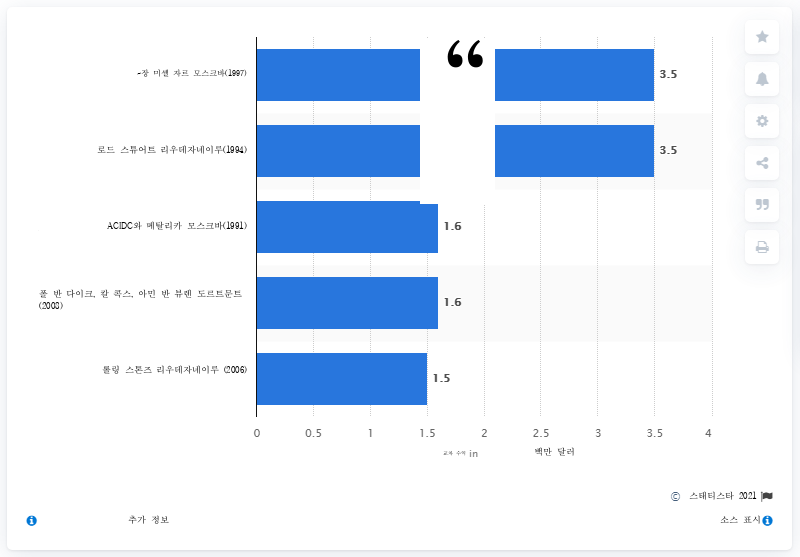 -장 미셸 자르 모스크바(1997)
3.5
로드 스튜어트 리우데자네이루(1994)
3.5
ACIDC와 메탈리카 모스크바(1991)
1.6
폴 반 다이크, 칼 콕스, 아민 반 뷰렌 도르트문트
(2008)
1.6
롤링 스톤즈 리우데자네이루 (2006)
1.5
0 0.5 1 1.5 2 2.5 3 3.5 4
in 백만 달러
© 스태티스타 2021
추가 정보 소스 표시